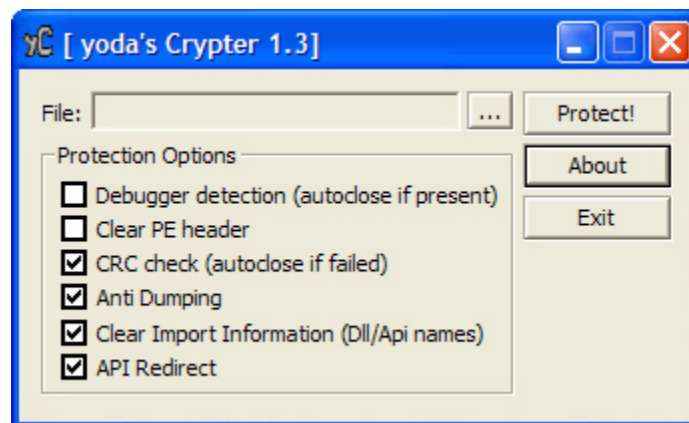 yC [ yoda's Crypter 1.3]
File: ... Protect!
Protection Options
About
Debugger detection (autoclose if present)
Exit
Clear PE header
CRC check (autoclose if failed)
Anti Dumping
Clear Import Information (Dll/Api names)
API Redirect